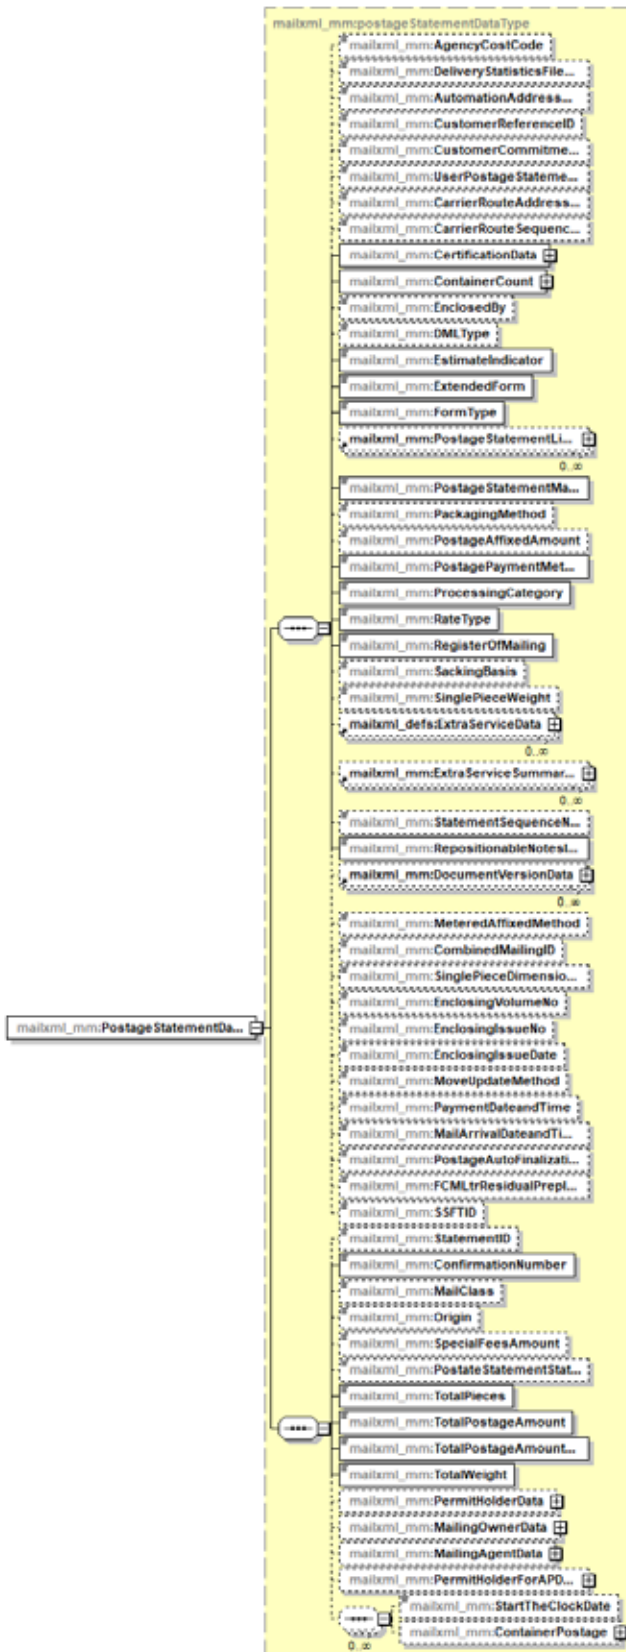 mailxml_mm:postageStatementDataType
mailxml_mm:AgencyCostCode
mailxml_mm:DeliveryStatisticsFile...
mailxml_mm:AutomationAddress...
mailxml_mm:CustomerReferenceID
mailxml_mm:CustomerCommitme...
mailxml_mm:UserPostageStateme...
mailxml_mm:CarrierRouteAddress...
mailxml_mm:CarrierRouteSequenc...
mailxml_mm:CertificationData
mailxml_mm:ContainerCount
mailxml_mm:EnclosedBy
mailxml_mm:DMLType
mailxml_mm:EstimateIndicator
mailxml_mm:ExtendedForm
mailxml_mm:FormType
mailxml_mm:PostageStatementLi...
0..∞
mailxml_mm:PostageStatementMa...
mailxml_mm:PackagingMethod
mailxml_mm:PostageAffixedAmount
mailxml_mm:PostagePaymentMet...
mailxml_mm:ProcessingCategory
mailxml_mm:RateType
mailxml_mm:RegisterOfMailing
mailxml_mm:SackingBasis
mailxml_mm:SinglePieceWeight
mailxml_defs:ExtraServiceData
0..∞
mailxml_mm:ExtraServiceSummar...
0..∞
mailxml_mm:StatementSequenceN...
mailxml_mm:RepositionableNotesI...
mailxml_mm:DocumentVersionData
0..∞
mailxml_mm:MeteredAffixedMethod
mailxml_mm:CombinedMailingID
mailxml_mm:SinglePieceDimensio...
mailxml_mm:EnclosingVolumeNo
mailxml_mm:EnclosingIssueNo
mailxml_mm:PostageStatementDa...
mailxml_mm:EnclosingIssueDate
mailxml_mm:MoveUpdateMethod
mailxml_mm:PaymentDateandTime
mailxml_mm:MailArrivalDateandTi...
mailxml_mm:PostageAutoFinalizati...
mailxml_mm:FCMLtrResidualPrepI...
mailxml_mm:SSFTID
mailxml_mm:StatementID
mailxml_mm:ConfirmationNumber
mailxml_mm:MailClass
mailxml_mm:Origin
mailxml_mm:SpecialFeesAmount
mailxml_mm:PostateStatementStat...
mailxml_mm:TotalPieces
mailxml_mm:TotalPostageAmount
mailxml_mm:TotalPostageAmount...
mailxml_mm:TotalWeight
mailxml_mm:PermitHolderData
mailxml_mm:MailingOwnerData
mailxml_mm:MailingAgentData
mailxml_mm:PermitHolderForAPD...
mailxml_mm:StartTheClockDate
mailxml_mm:ContainerPostage
0..∞